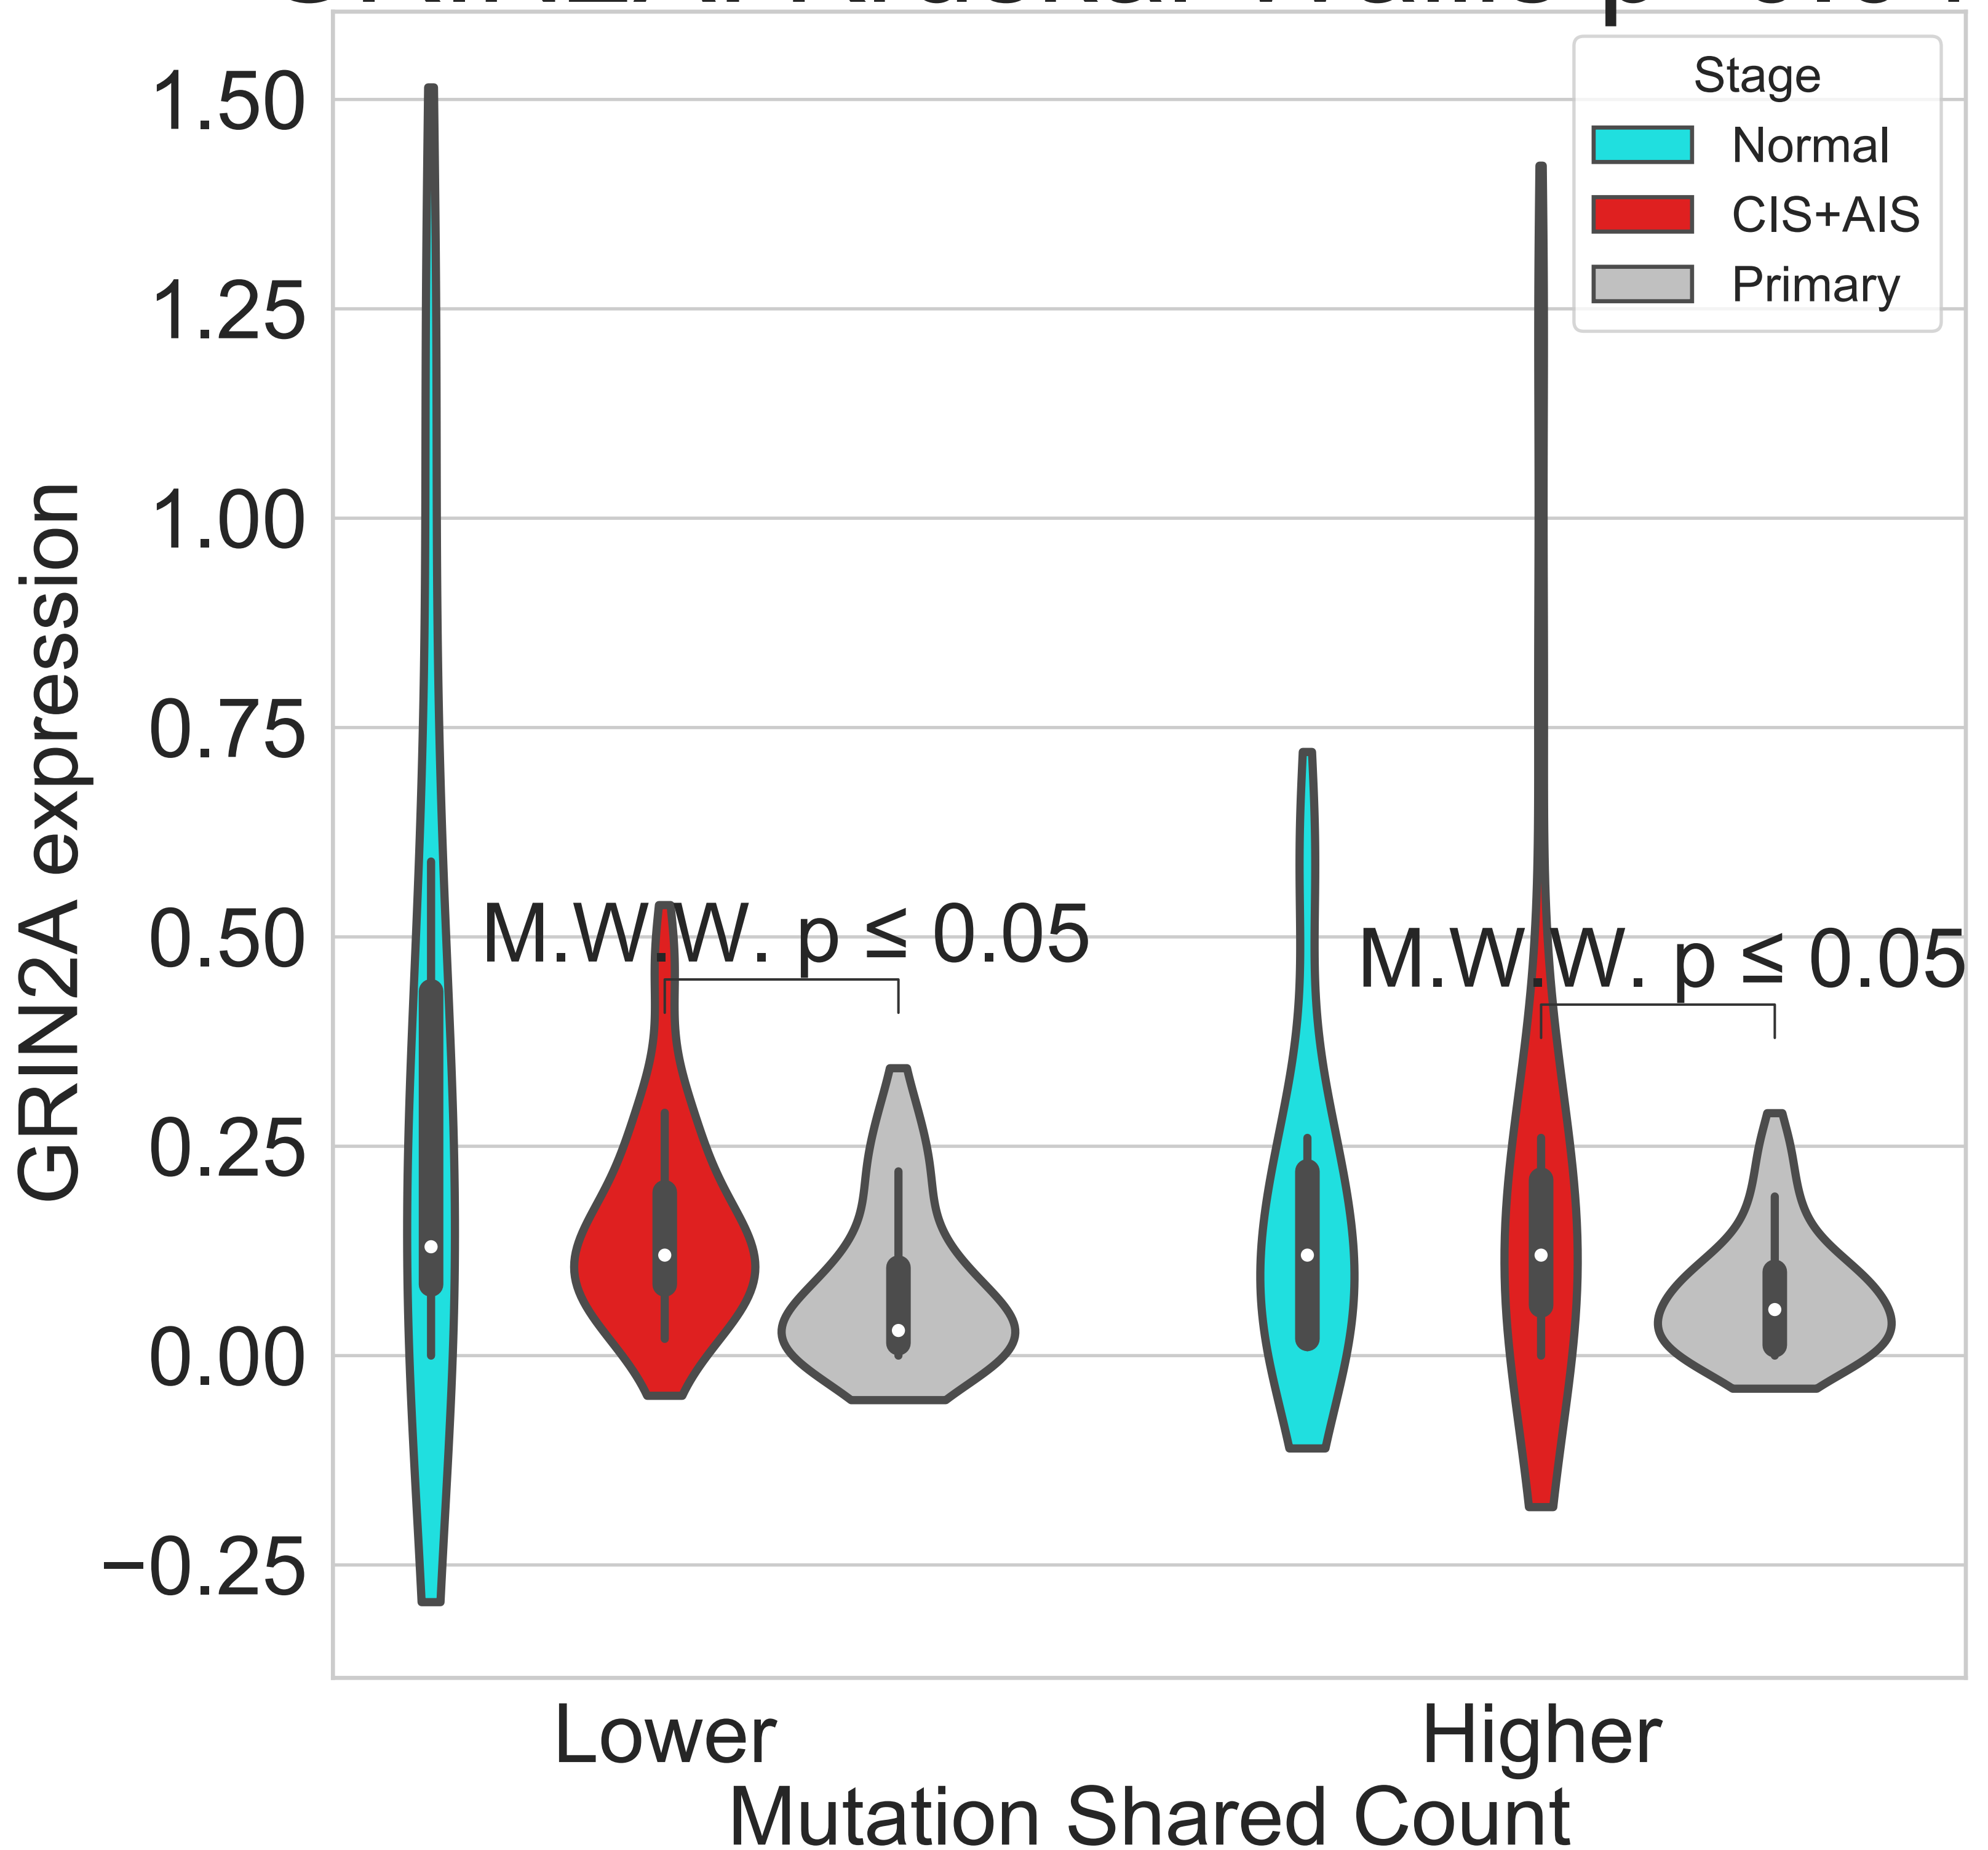 Stage
Normal
CIS+AIS
Primary
1.50
1.25
1.00
0.75
0.50
0.25
0.00
−0.25
GRIN2A expression
M.W.W. p ≤ 0.05
M.W.W. p ≤ 0.05
Lower
Higher
Mutation Shared Count